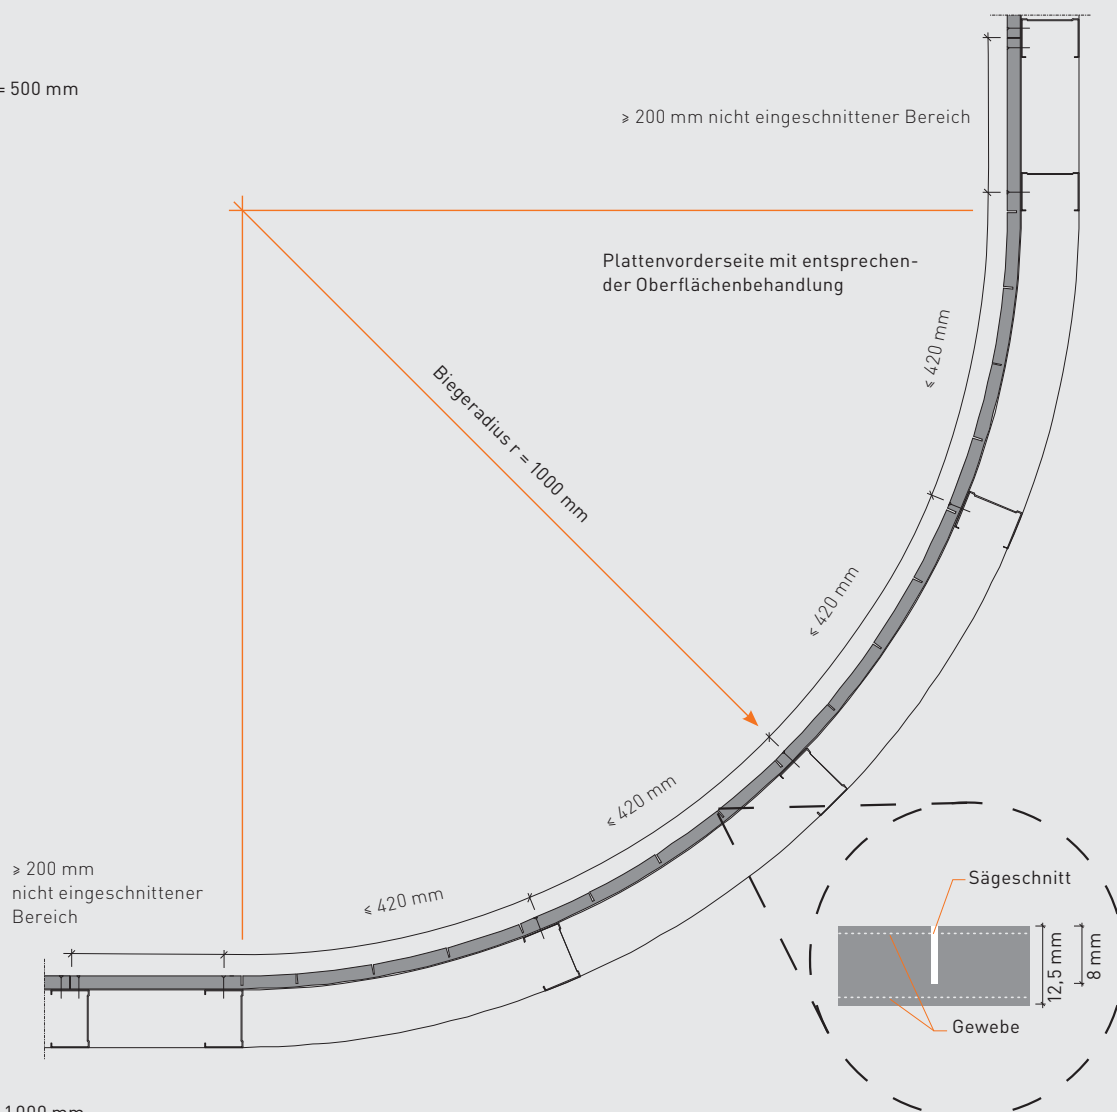 = 500 mm
⩾ 200 mm nicht eingeschnittener Bereich
Plattenvorderseite mit entsprechen-
der Oberflächenbehandlung
⩽ 420 mm
Biegeradius r = 1000 mm
⩽ 420 mm
⩽ 420 mm
⩽ 420 mm
⩾ 200 mm
nicht eingeschnittener
Bereich
Sägeschnitt
12,5 mm
8 mm
Gewebe
1000 mm